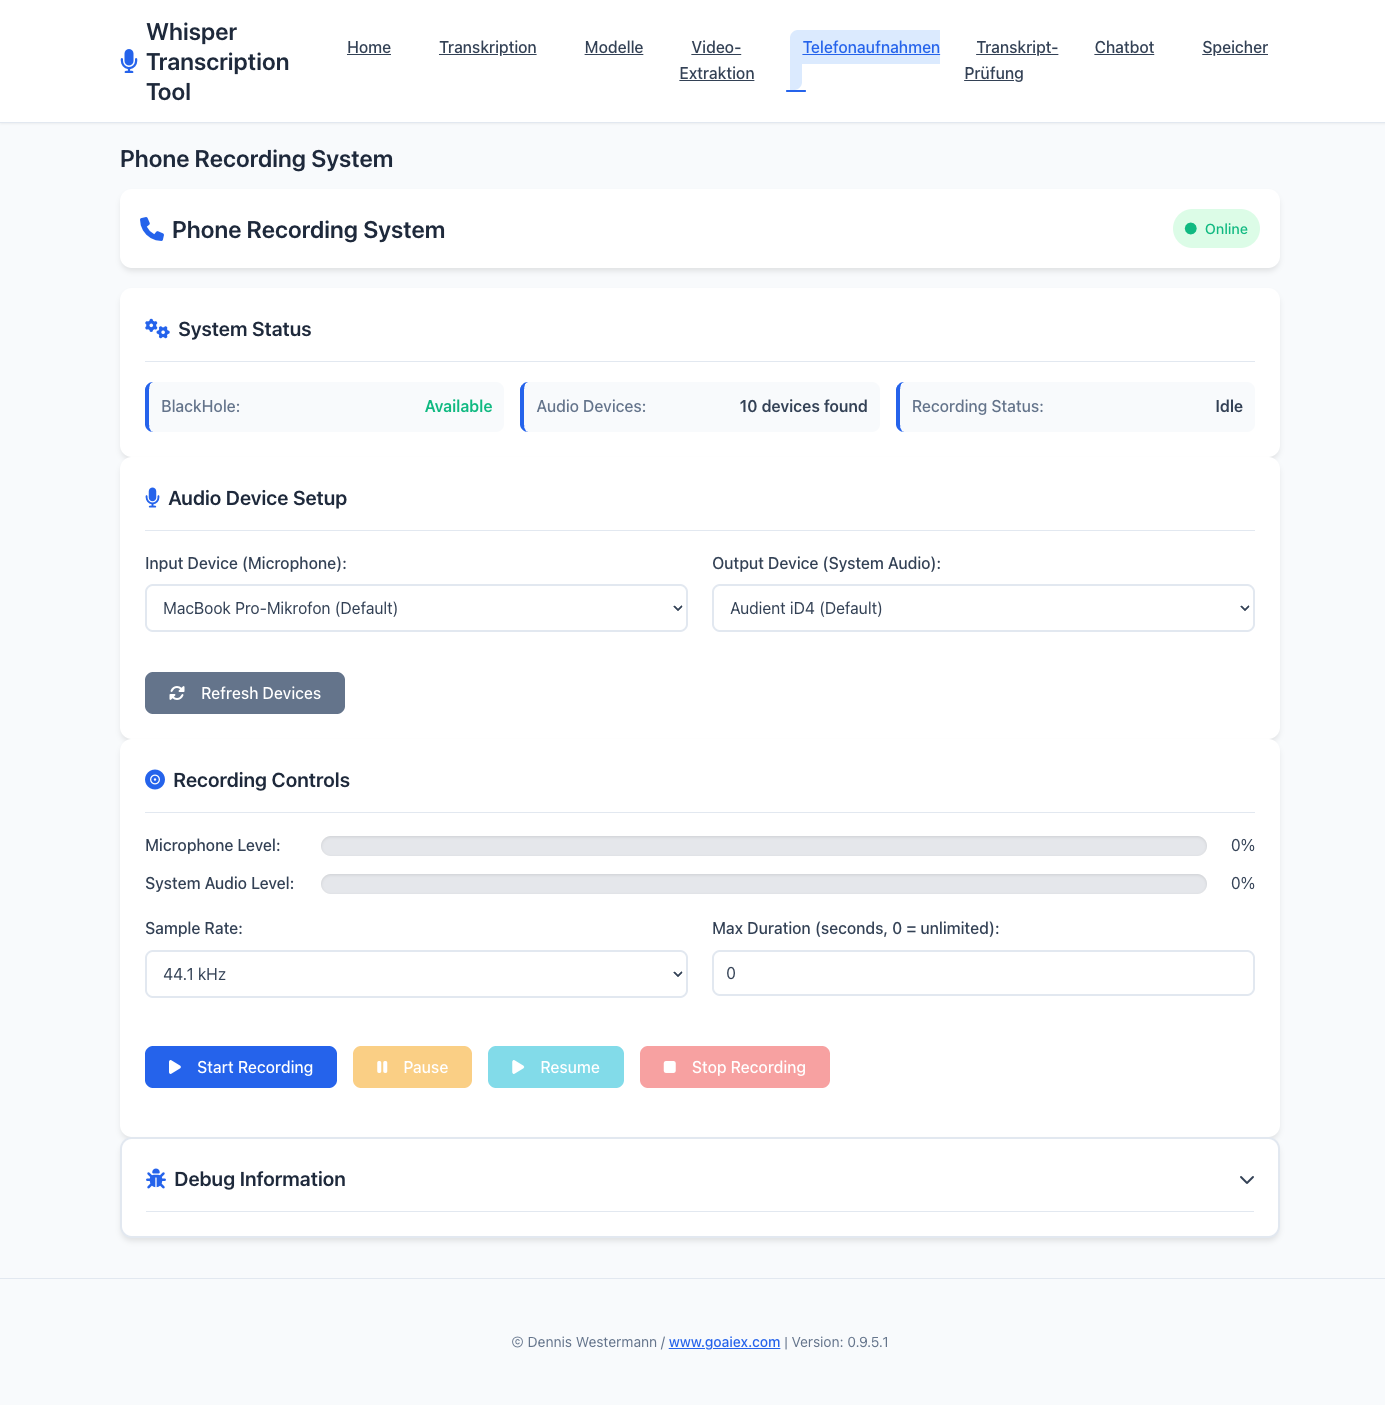 Whisper
Transcription
Tool
Home
Transkription
Modelle
Video-
Extraktion
Telefonaufnahmen
Transkript-
Prüfung
Chatbot
Speicher
Phone Recording System
Phone Recording System
Online
System Status
BlackHole: Available
Audio Devices: 10 devices found
Recording Status: Idle
Audio Device Setup
Input Device (Microphone):
MacBook Pro-Mikrofon (Default)
Output Device (System Audio):
Audient iD4 (Default)
Refresh Devices
Recording Controls
Microphone Level: 0%
System Audio Level: 0%
Sample Rate:
44.1 kHz
Max Duration (seconds, 0 = unlimited):
0
Start Recording
Pause
Resume
Stop Recording
Debug Information
© Dennis Westermann / www.goaiex.com | Version: 0.9.5.1